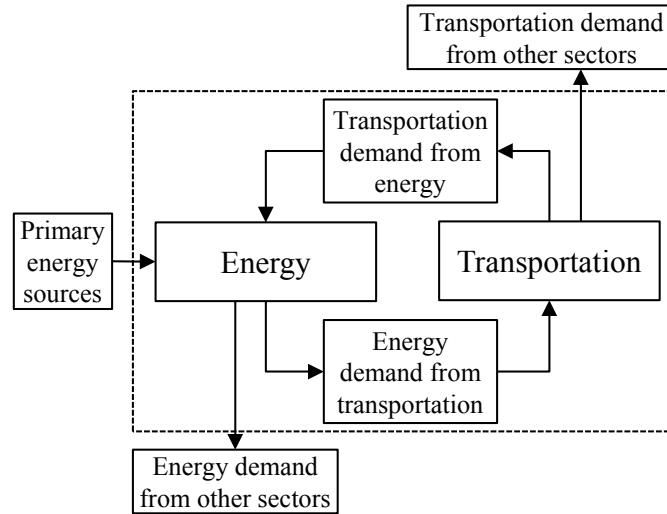 Transportation demand
from other sectors
Transportation
demand from
energy
Primary
energy
sources
Energy
Transportation
Energy
demand from
transportation
Energy demand
from other sectors